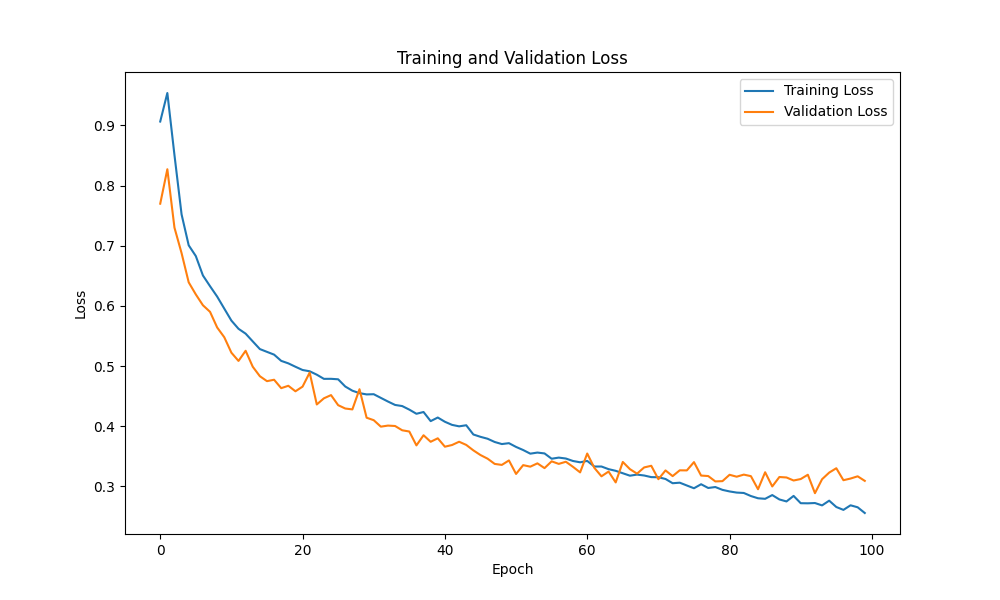 Training and Validation Loss
Training Loss
Validation Loss
Loss
0.9
0.8
0.7
0.6
0.5
0.4
0.3
0 20 40 60 80 100
Epoch